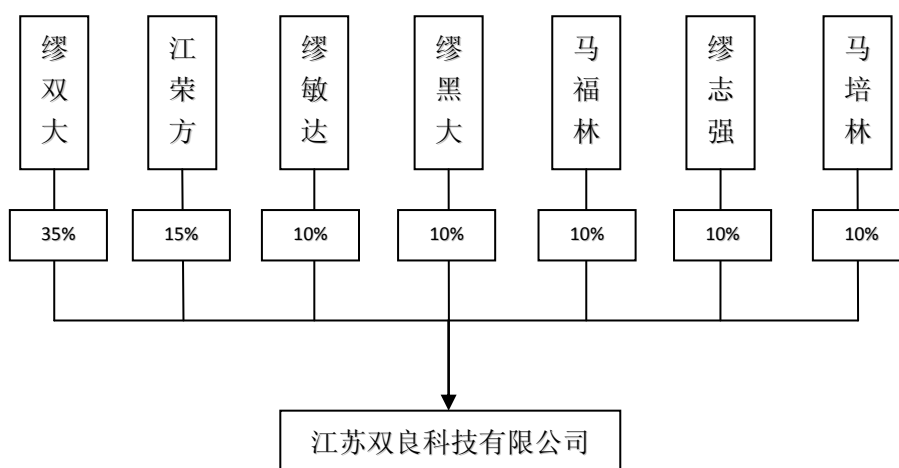 缪双大
江荣方
缪敏达
缪黑大
马福林
缪志强
马培林
35%
15%
10%
10%
10%
10%
10%
江苏双良科技有限公司